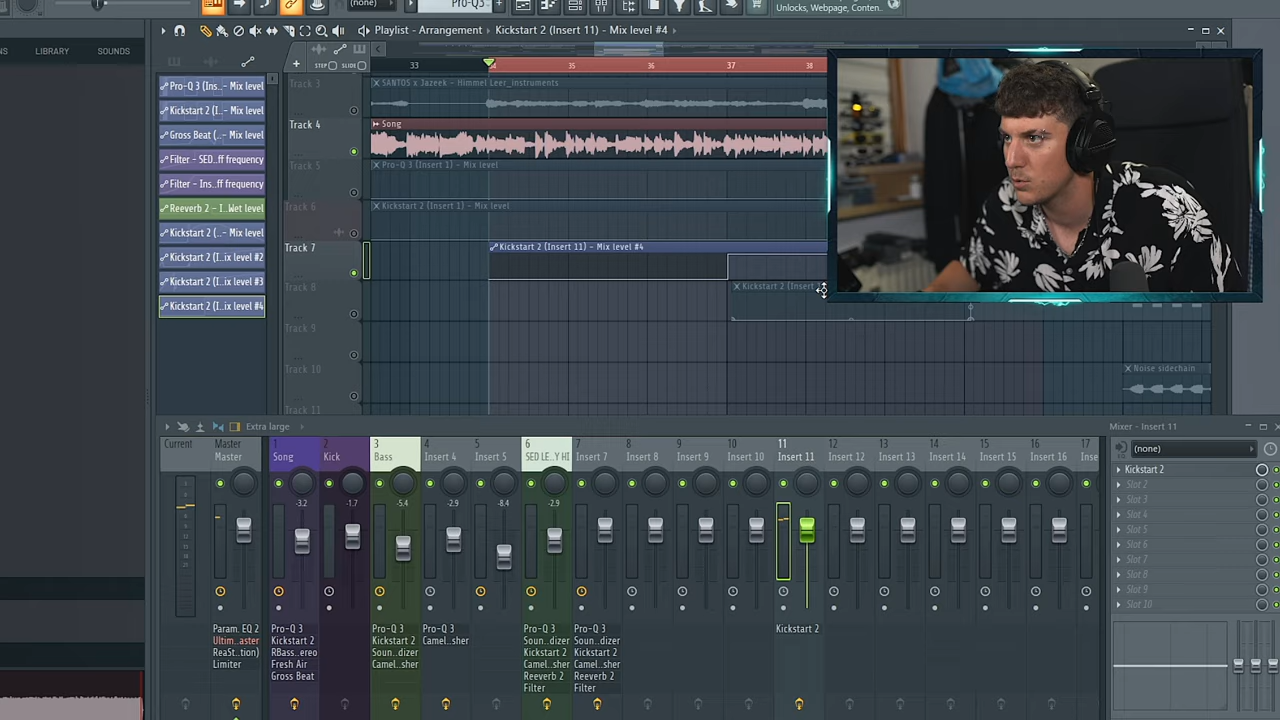 (none)
Pro-Q3
Unlocks, Webpage, Conten..
LIBRARY
SOUNDS
Playlist - Arrangement
Kickstart 2 (Insert 11) - Mix level #4
STEP
SLIDE
33
34
35
36
37
38
Pro-Q 3 (Ins..- Mix level
Kickstart 2 (I..- Mix level
Gross Beat (..- Mix level
Filter - SED...ff frequency
Filter - Ins...ff frequency
Reeverb 2 - I...Wet level
Kickstart 2 (..- Mix level
Kickstart 2 (I...ix level #2
Kickstart 2 (I...ix level #3
Kickstart 2 (I...ix level #4
Track 3
SANTOS x Jazeek - Himmel Leer_instruments
Track 4
Song
Track 5
Pro-Q 3 (Insert 1) - Mix level
Track 6
Kickstart 2 (Insert 1) - Mix level
Track 7
Kickstart 2 (Insert 11) - Mix level #4
Track 8
Kickstart 2 (Insert
Track 9
Track 10
Noise sidechain
Track 11
Extra large
Mixer - Insert 11
Current
Master
Master
1
Song
2
Kick
3
Bass
4
Insert 4
5
Insert 5
6
SED LE...Y HI
7
Insert 7
8
Insert 8
9
Insert 9
10
Insert 10
11
Insert 11
12
Insert 12
13
Insert 13
14
Insert 14
15
Insert 15
16
Insert 16
17
Inse
-3.2
-1.7
-5.4
-2.9
-8.4
-2.9
(none)
Kickstart 2
Slot 2
Slot 3
Slot 4
Slot 5
Slot 6
Slot 7
Slot 8
Slot 9
Slot 10
Param. EQ 2
Ultim...aster
ReaSt...tion)
Limiter
Pro-Q 3
Kickstart 2
RBass...ereo
Fresh Air
Gross Beat
Pro-Q 3
Kickstart 2
Soun...dizer
Camel...sher
Pro-Q 3
Camel...sher
Pro-Q 3
Soun...dizer
Kickstart 2
Camel...sher
Reeverb 2
Filter
Pro-Q 3
Soun...dizer
Kickstart 2
Camel...sher
Reeverb 2
Filter
Kickstart 2